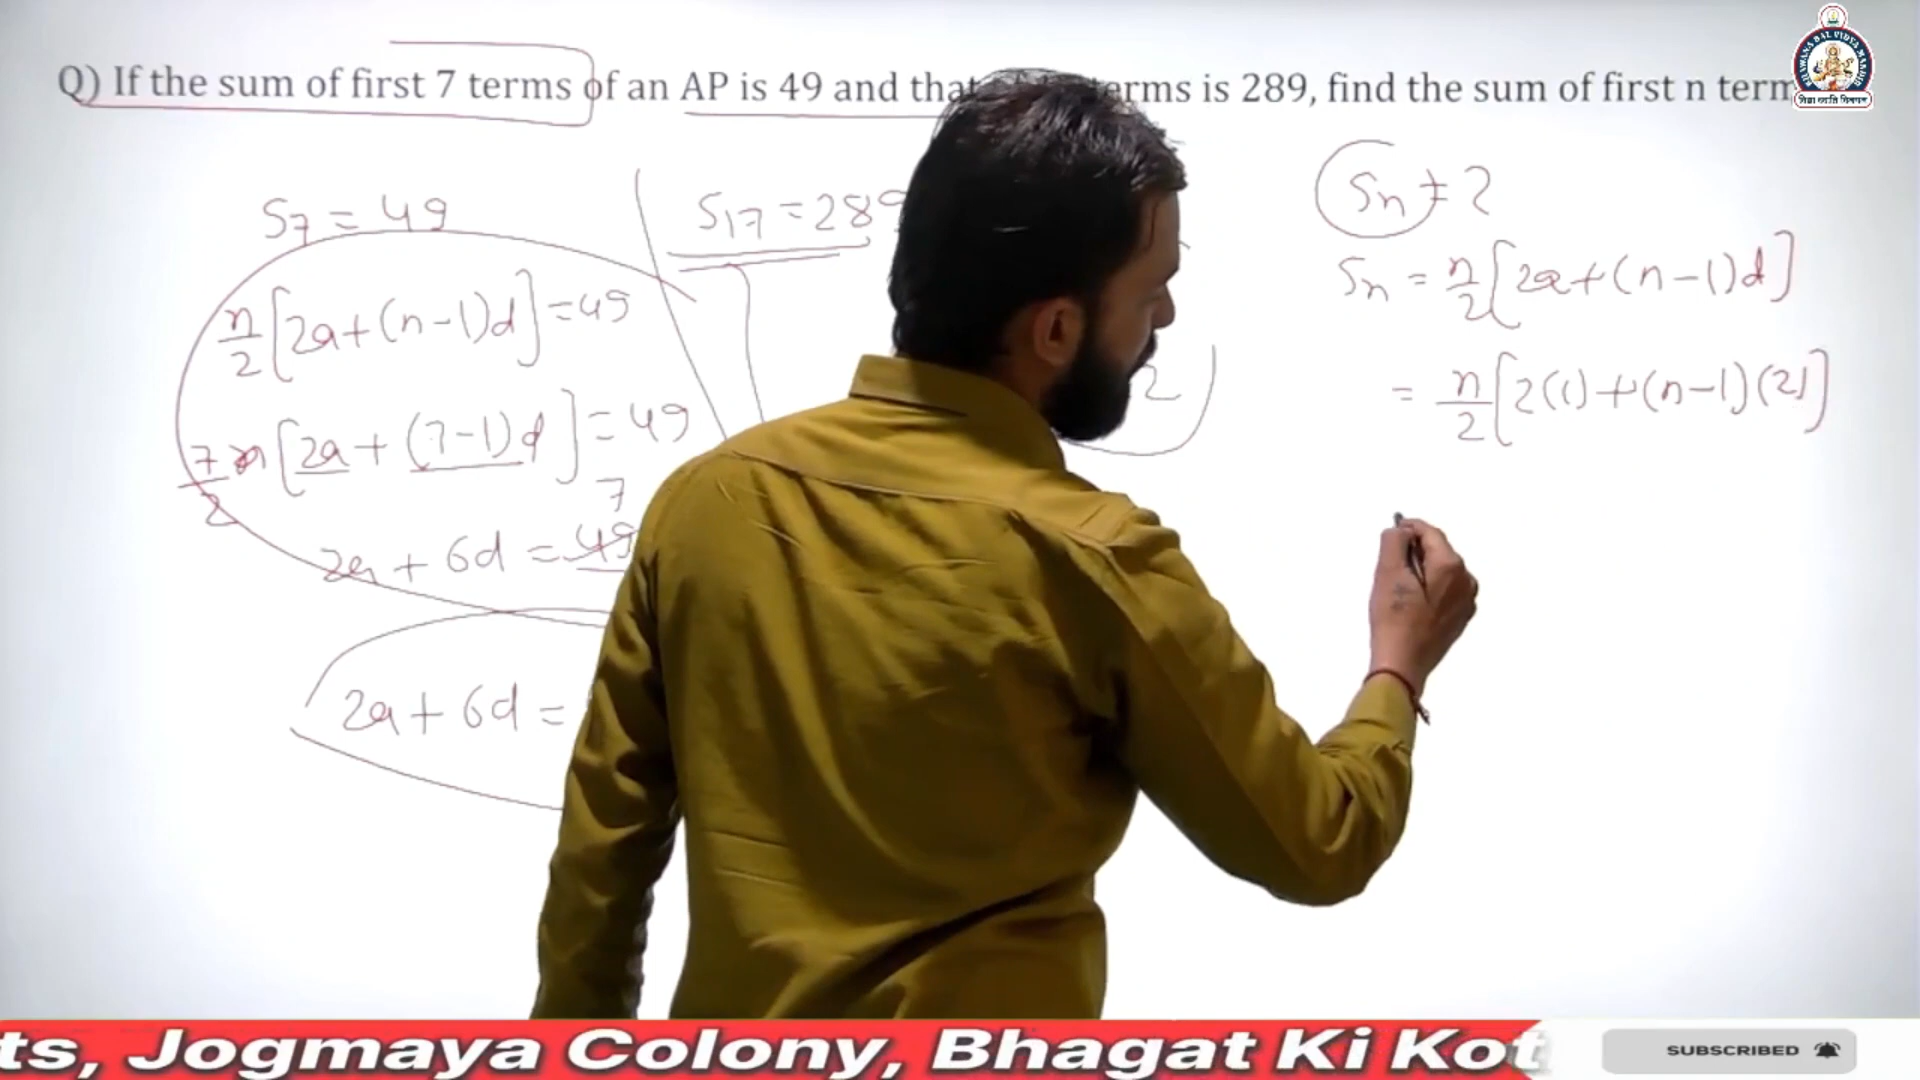 Q) If the sum of first 7 terms of an AP is 49 and that terms is 289, find the sum of first n term
S7 = 49
n/2 [2a+(n-1)d] = 49
7/2 [2a + (7-1)d] = 49
7
2a + 6d = 49
2a + 6d =
S17 = 289
2
Sn = ?
Sn = n/2 [2a+(n-1)d]
= n/2 [2(1)+(n-1)(2)]
ts, Jogmaya Colony, Bhagat Ki Kot
SUBSCRIBED